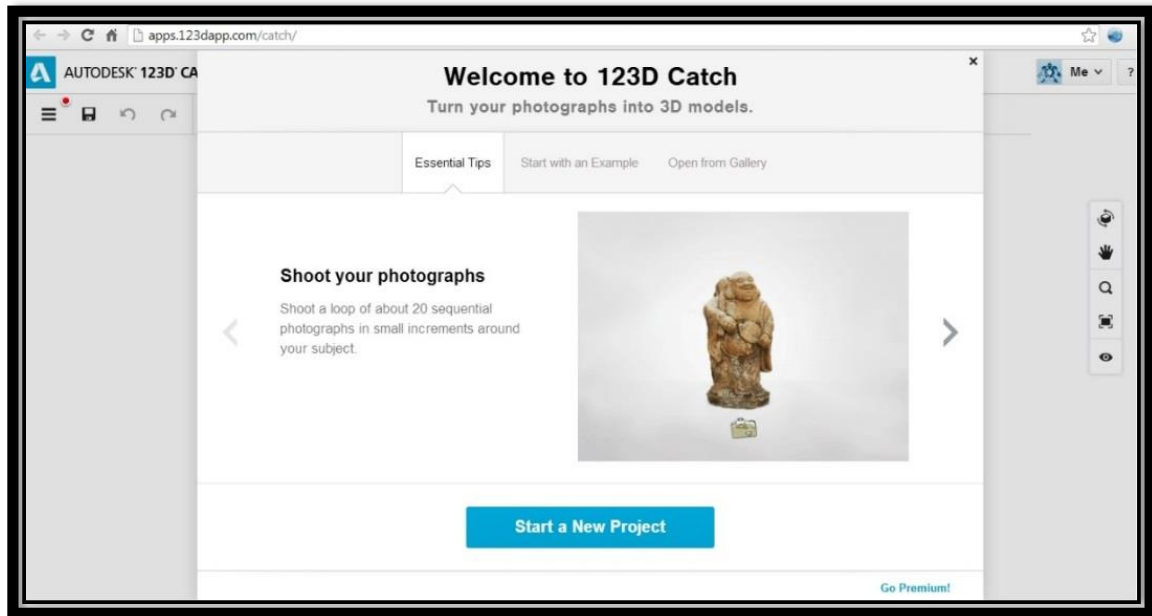 apps.123dapp.com/catch/
AUTODESK® 123D® CA
Me
?
×
Welcome to 123D Catch
Turn your photographs into 3D models.
Essential Tips Start with an Example Open from Gallery
Shoot your photographs
Shoot a loop of about 20 sequential
photographs in small increments around
your subject.
Start a New Project
Go Premium!